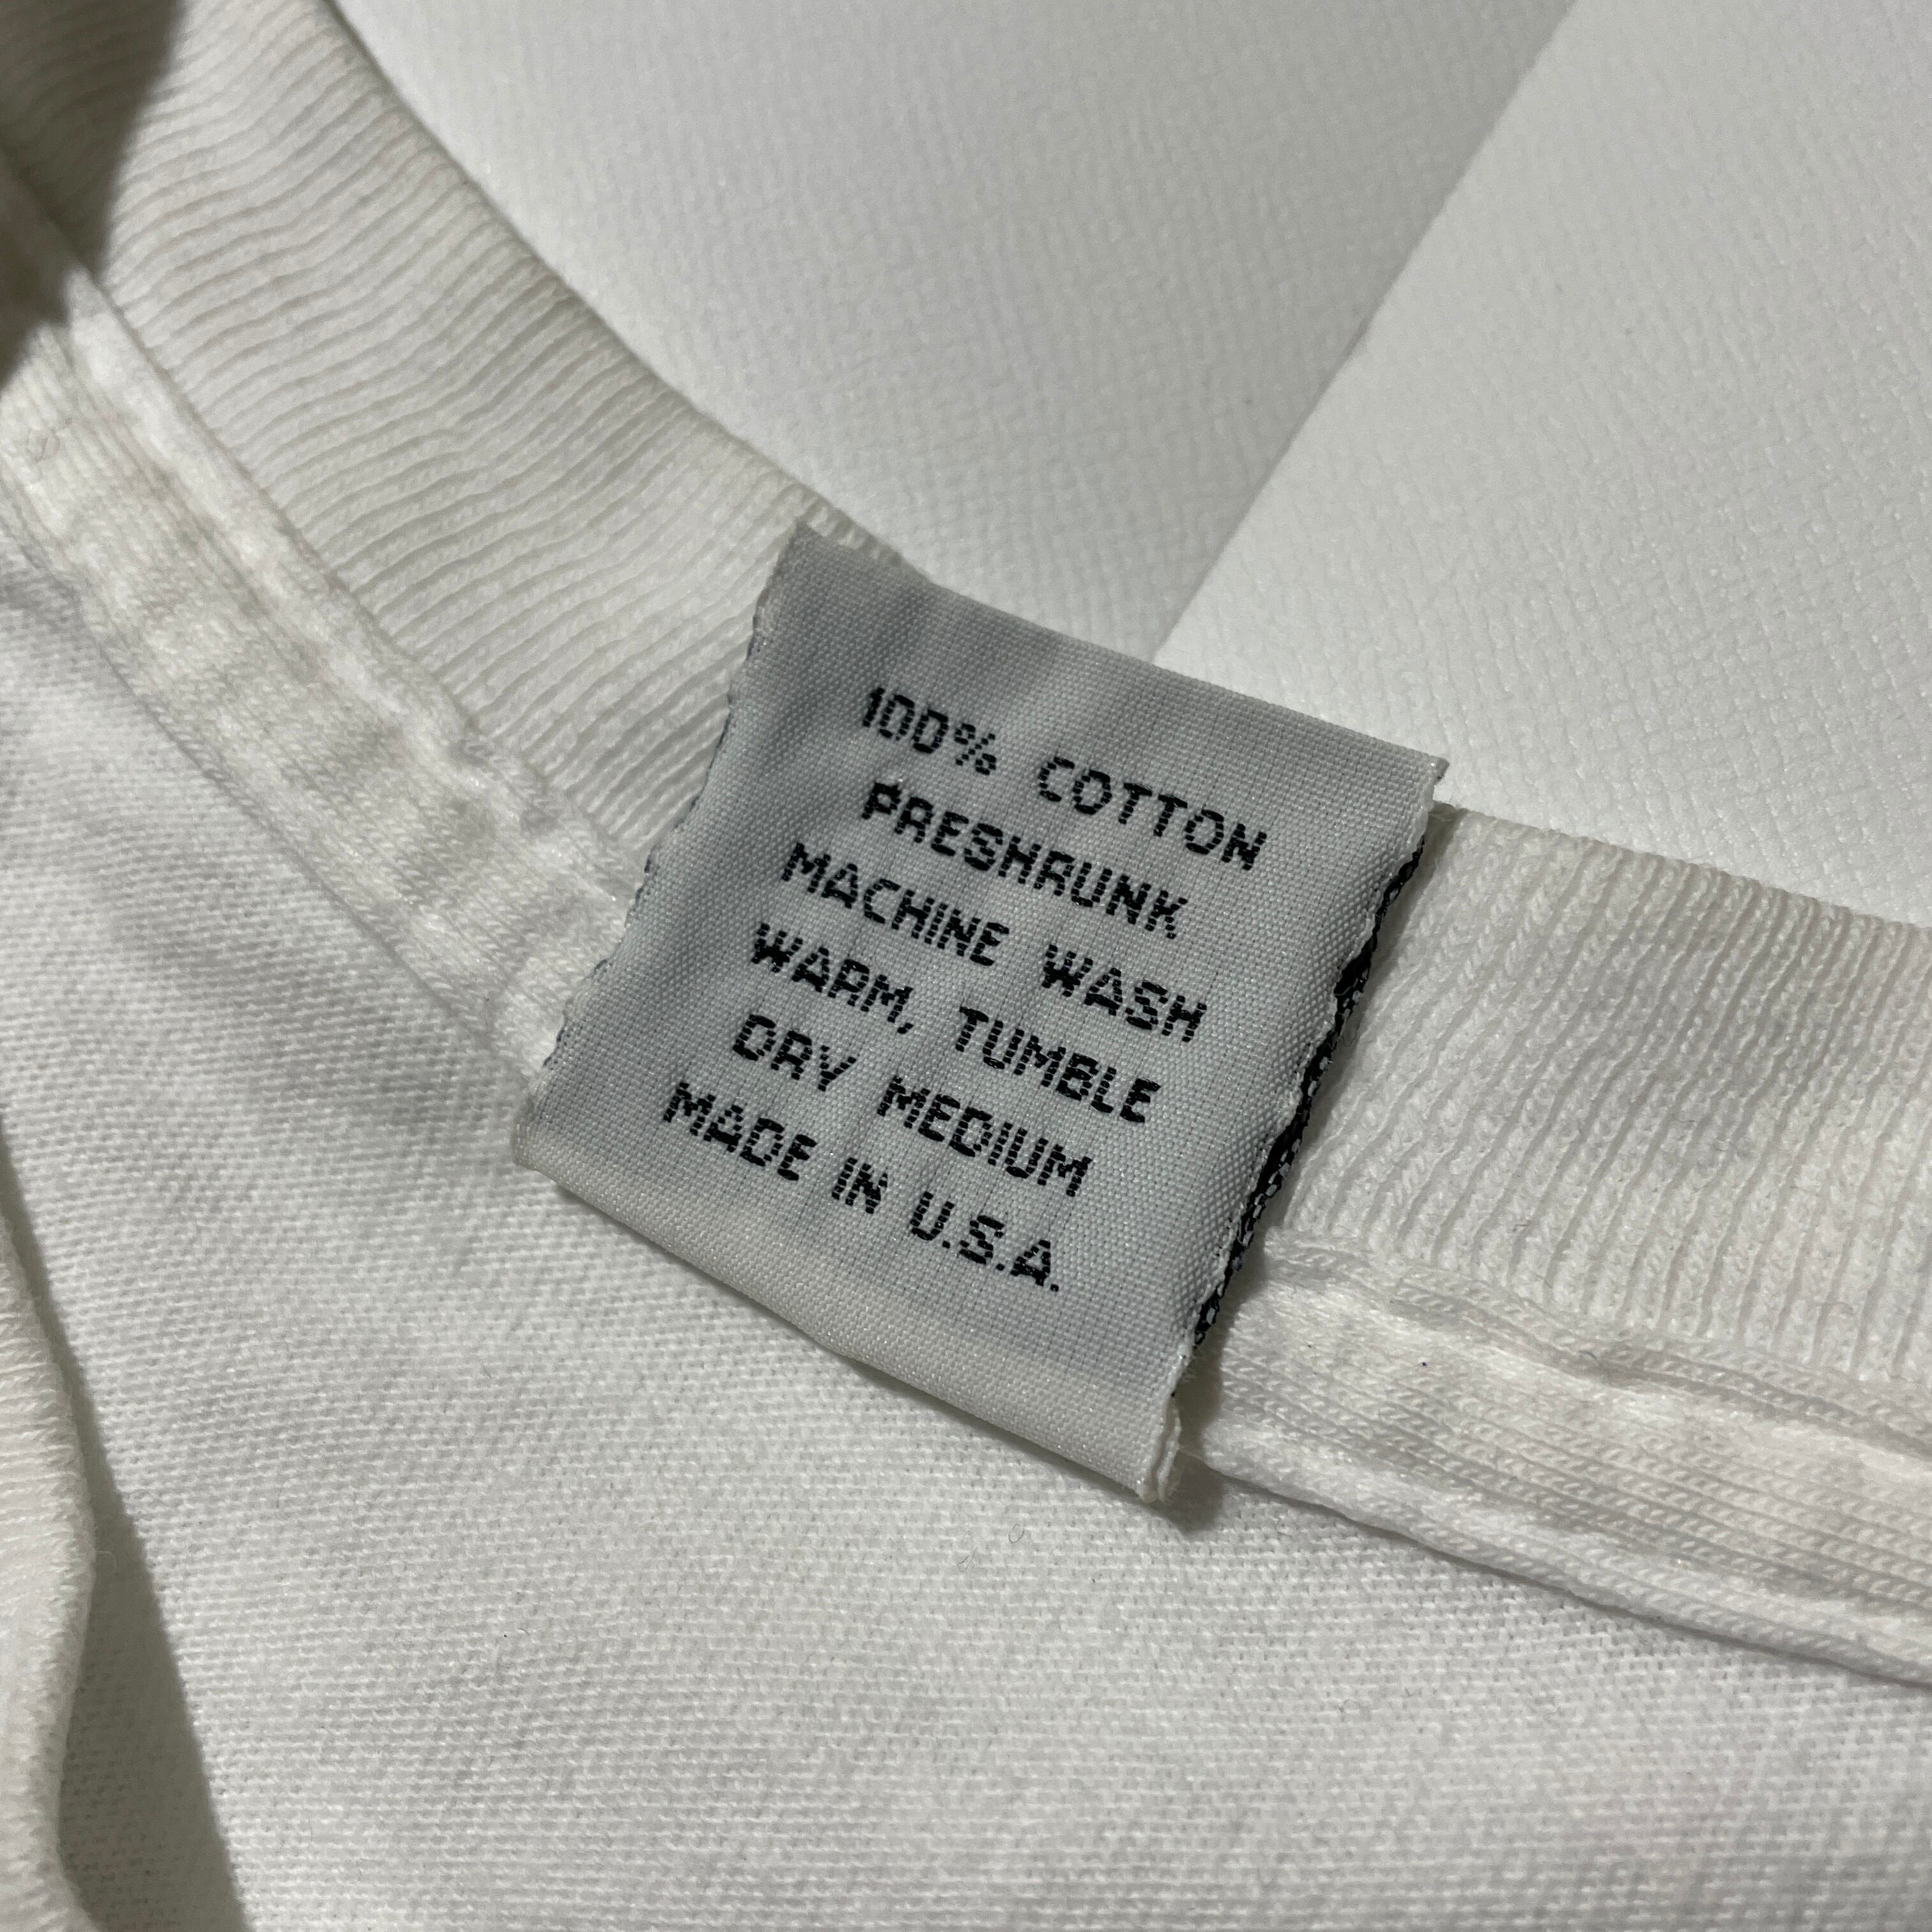 100% COTTON
PRESHRUNK
MACHINE WASH
WARM, TUMBLE
DRY MEDIUM
MADE IN U.S.A.